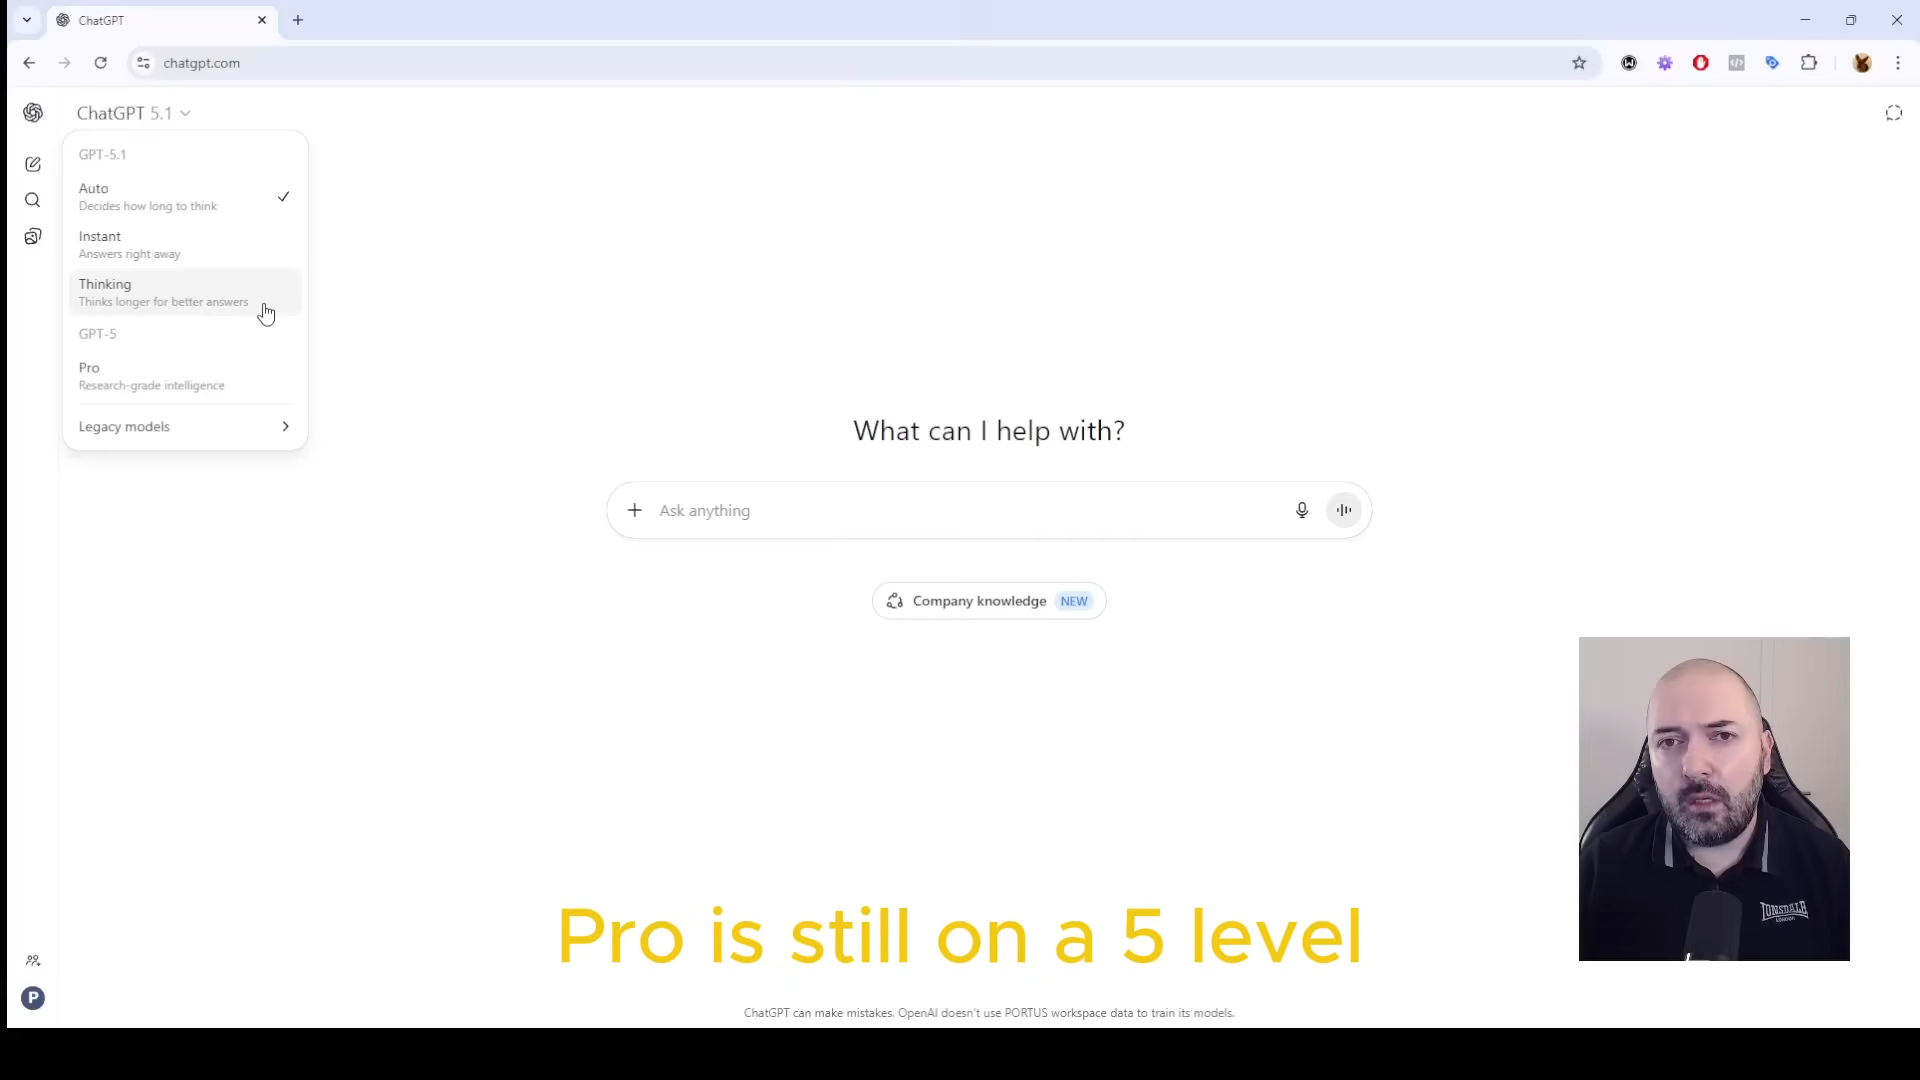 ChatGPT
chatgpt.com
ChatGPT 5.1
GPT-5.1
Auto
Decides how long to think
Instant
Answers right away
Thinking
Thinks longer for better answers
GPT-5
Pro
Research-grade intelligence
Legacy models
What can I help with?
Ask anything
Company knowledge NEW
LONSDALE
LONDON
Pro is still on a 5 level
P
ChatGPT can make mistakes. OpenAI doesn't use PORTUS workspace data to train its models.